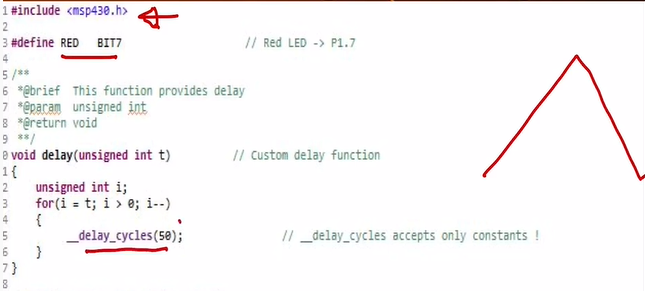 1 #include <msp430.h>
2
3 #define RED   BIT7                    // Red LED -> P1.7
4
5 /**
6  *@brief  This function provides delay
7  *@param  unsigned int
8  *@return void
9  **/
0 void delay(unsigned int t)        // Custom delay function
1 {
2     unsigned int i;
3     for(i = t; i > 0; i--)
4     {
5         __delay_cycles(50);               // __delay_cycles accepts only constants !
6     }
7 }
8